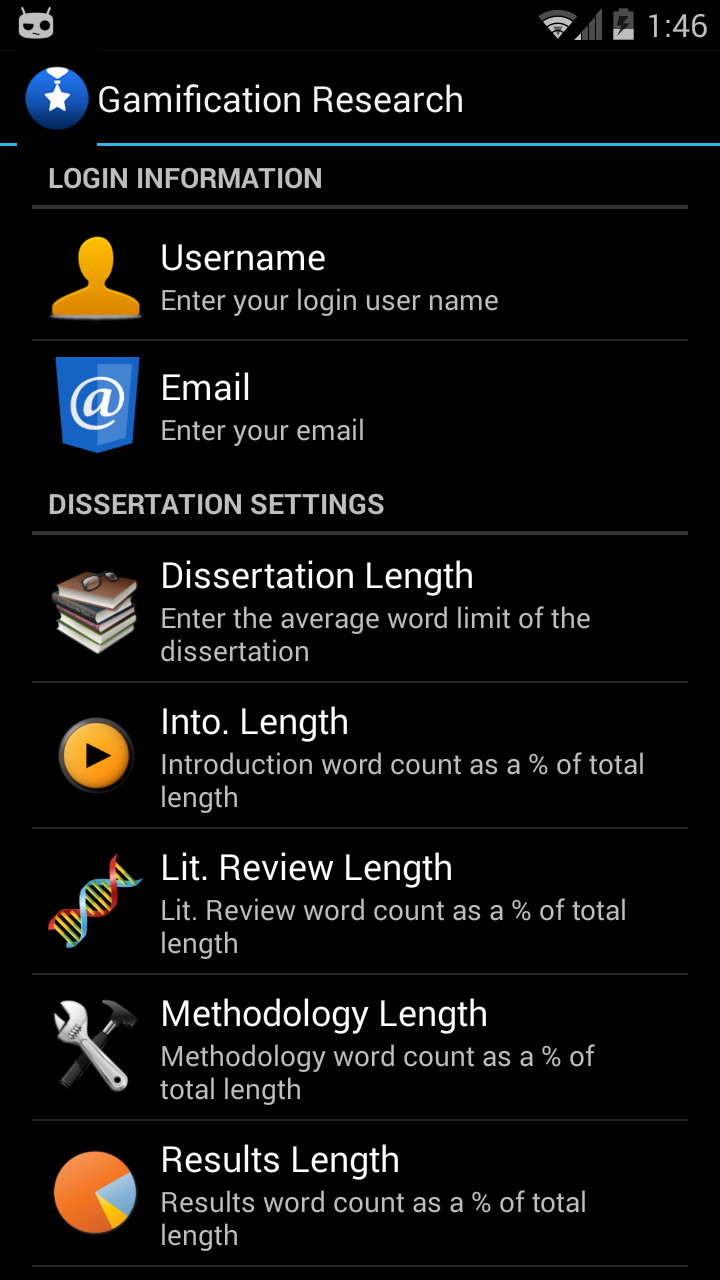 1:46
Gamification Research
LOGIN INFORMATION
Username
Enter your login user name
@
Email
Enter your email
DISSERTATION SETTINGS
Dissertation Length
Enter the average word limit of the
dissertation
Into. Length
Introduction word count as a % of total
length
Lit. Review Length
Lit. Review word count as a % of total
length
Methodology Length
Methodology word count as a % of
total length
Results Length
Results word count as a % of total
length